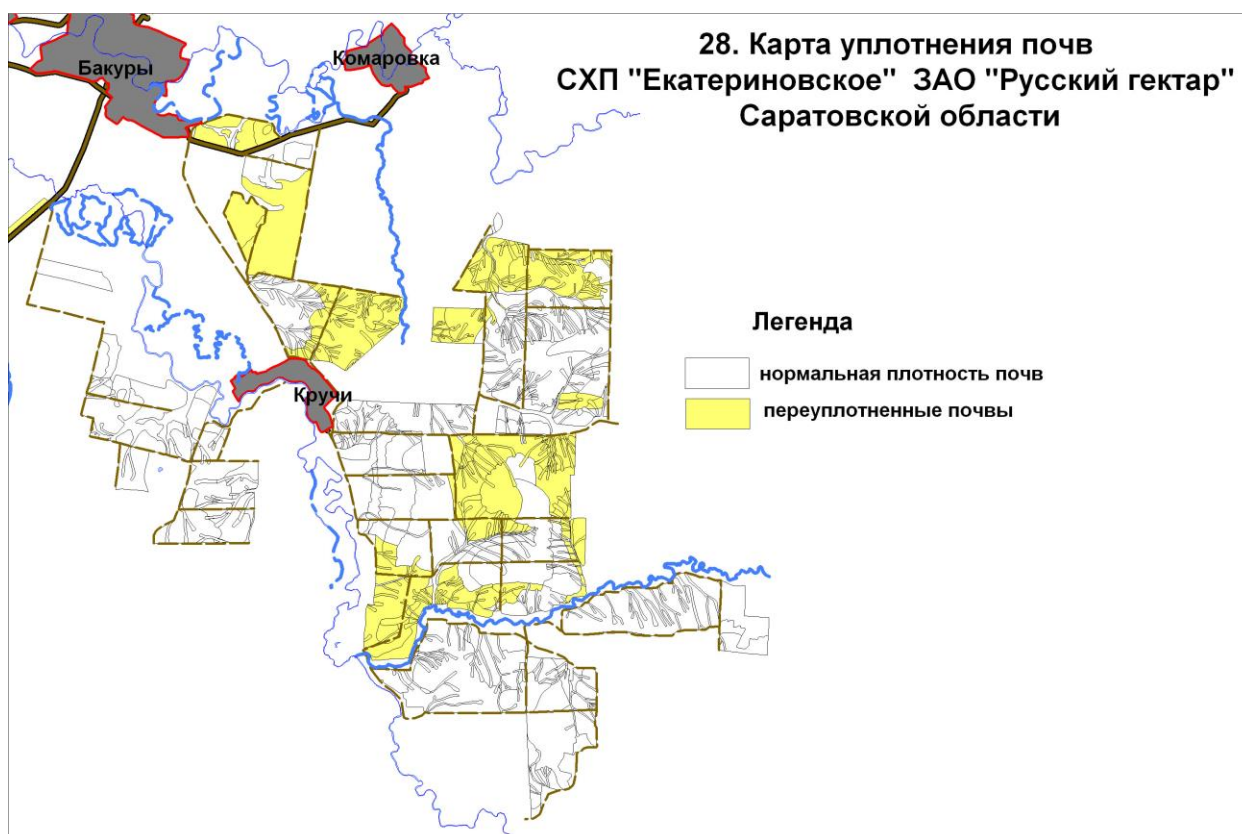 28. Карта уплотнения почв
СХП "Екатериновское" ЗАО "Русский гектар"
Саратовской области
Бакуры
Комаровка
Кручи
Легенда
нормальная плотность почв
переуплотненные почвы